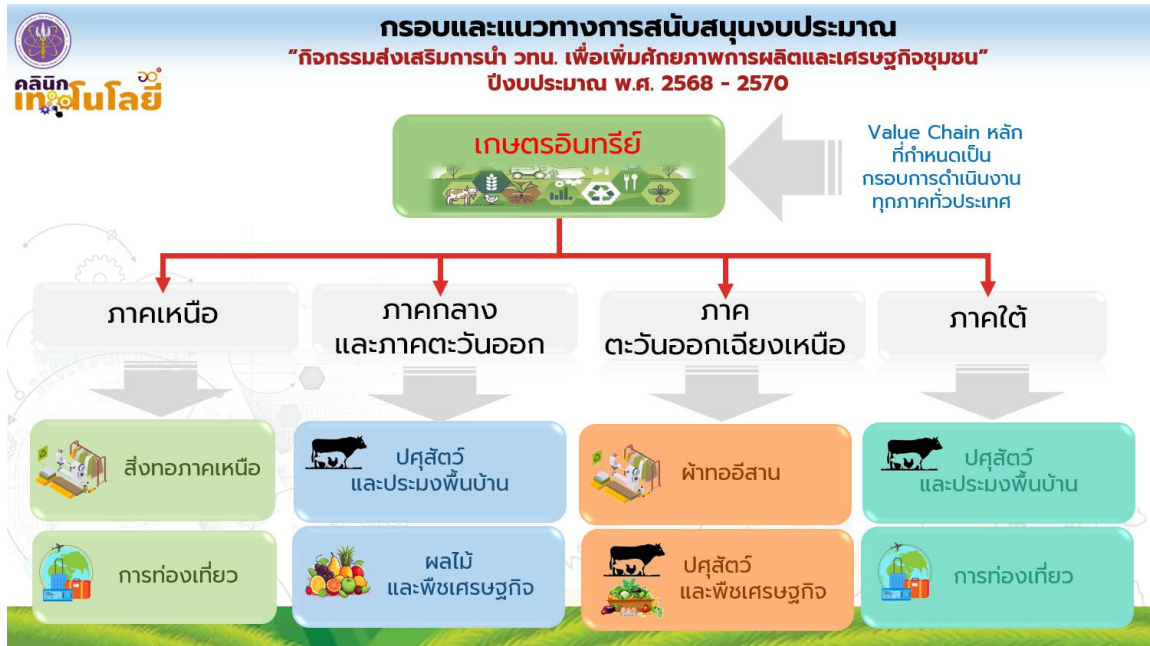 กรอบและแนวทางการสนับสนุนงบประมาณ
“กิจกรรมส่งเสริมการนำ วทน. เพื่อเพิ่มศักยภาพการผลิตและเศรษฐกิจชุมชน”
ปีงบประมาณ พ.ศ. 2568 - 2570
คลินิก
เทคโนโลยี
เกษตรอินทรีย์
Value Chain หลัก
ที่กำหนดเป็น
กรอบการดำเนินงาน
ทุกภาคทั่วประเทศ
ภาคเหนือ
ภาคกลาง
และภาคตะวันออก
ภาค
ตะวันออกเฉียงเหนือ
ภาคใต้
สิ่งทอภาคเหนือ
ปศุสัตว์
และประมงพื้นบ้าน
ผ้าทออีสาน
ปศุสัตว์
และประมงพื้นบ้าน
การท่องเที่ยว
ผลไม้
และพืชเศรษฐกิจ
ปศุสัตว์
และพืชเศรษฐกิจ
การท่องเที่ยว